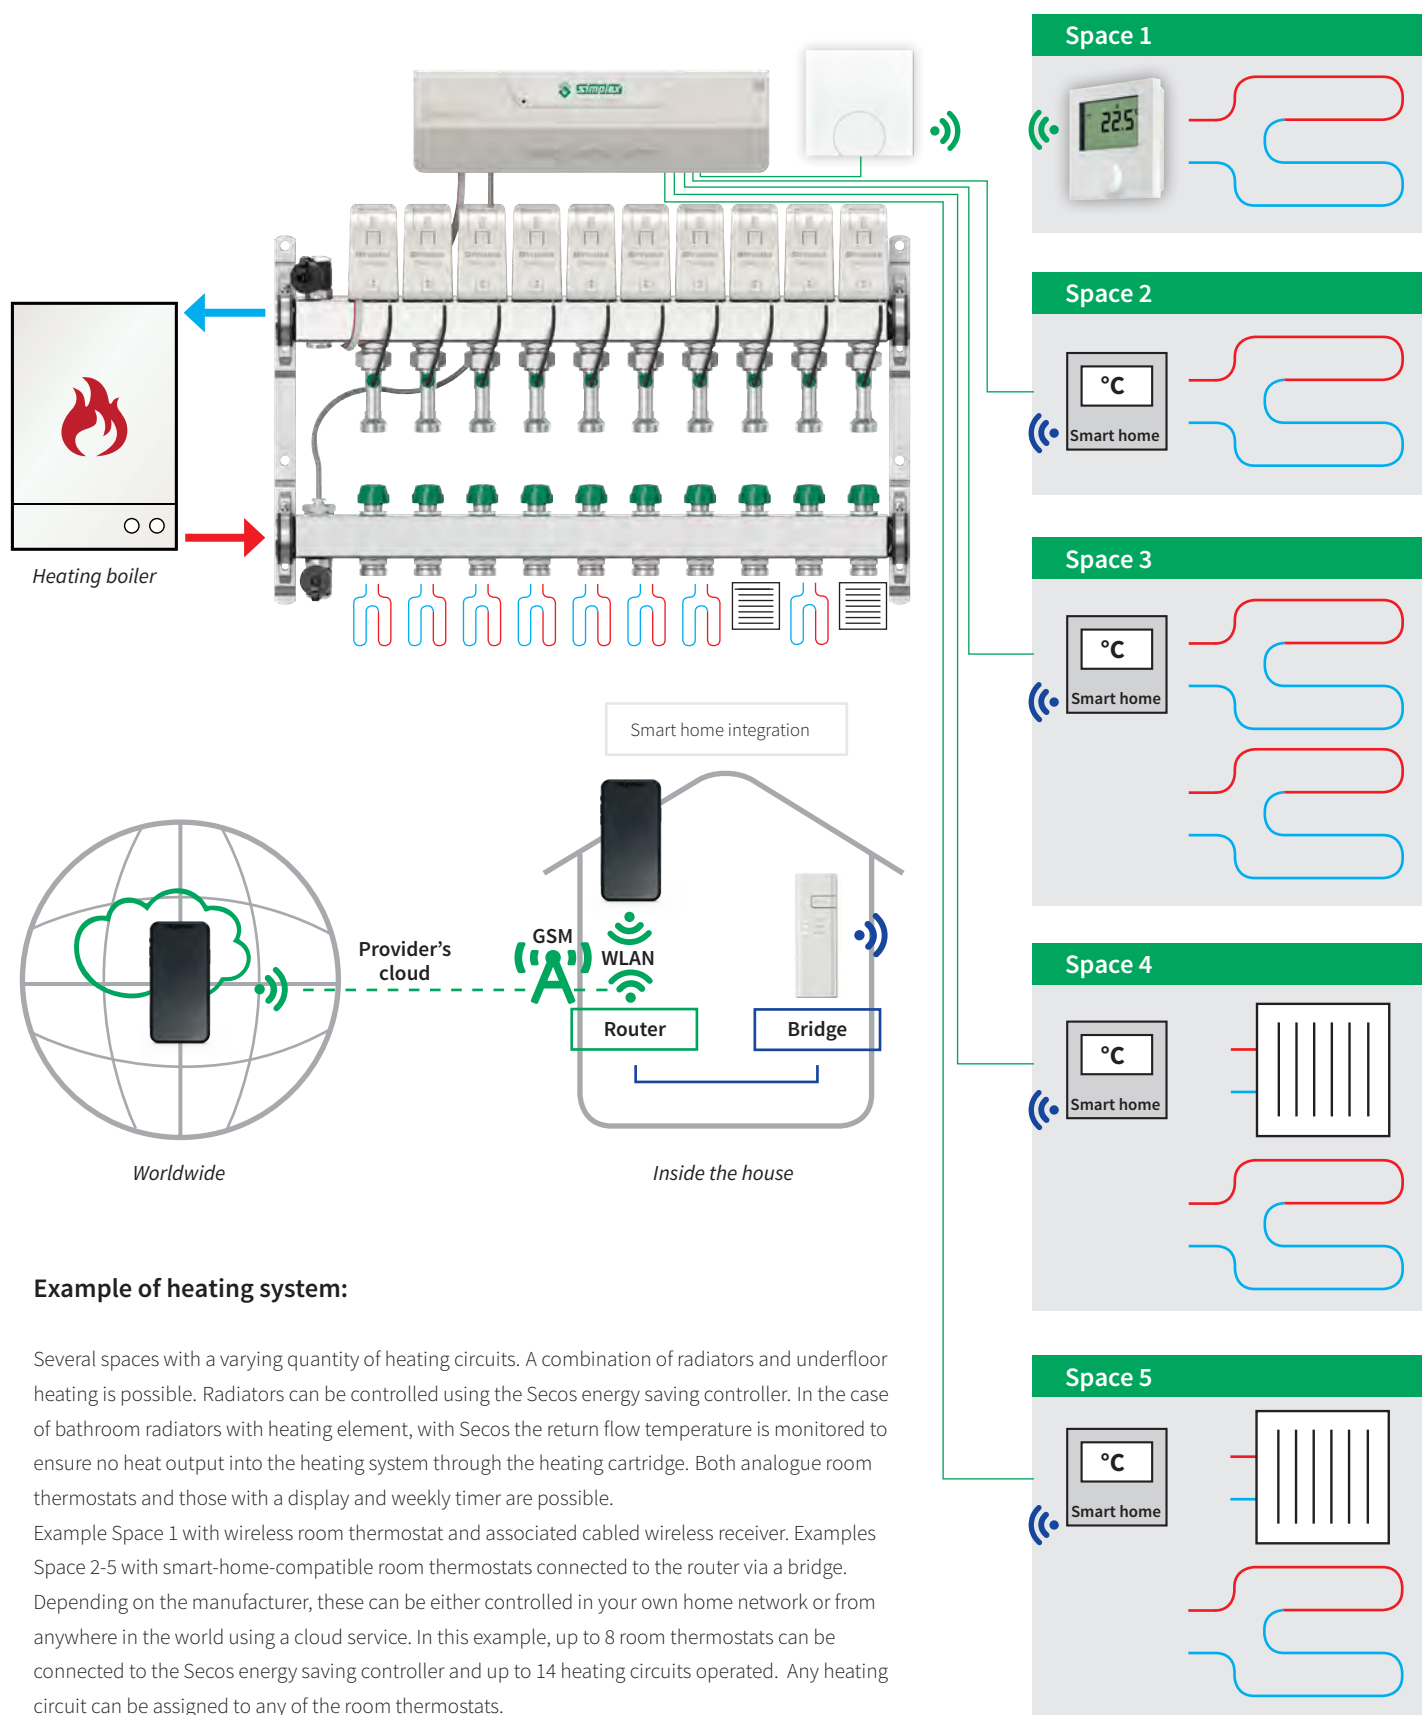 Space 1
simplex
22.5
Space 2
°C
Smart home
Heating boiler
Space 3
°C
Smart home
Smart home integration
Provider's
cloud
GSM
WLAN
Router
Bridge
Worldwide
Inside the house
Space 4
°C
Smart home
Space 5
°C
Smart home
Example of heating system:
Several spaces with a varying quantity of heating circuits. A combination of radiators and underfloor
heating is possible. Radiators can be controlled using the Secos energy saving controller. In the case
of bathroom radiators with heating element, with Secos the return flow temperature is monitored to
ensure no heat output into the heating system through the heating cartridge. Both analogue room
thermostats and those with a display and weekly timer are possible.
Example Space 1 with wireless room thermostat and associated cabled wireless receiver. Examples
Space 2-5 with smart-home-compatible room thermostats connected to the router via a bridge.
Depending on the manufacturer, these can be either controlled in your own home network or from
anywhere in the world using a cloud service. In this example, up to 8 room thermostats can be
connected to the Secos energy saving controller and up to 14 heating circuits operated. Any heating
circuit can be assigned to any of the room thermostats.